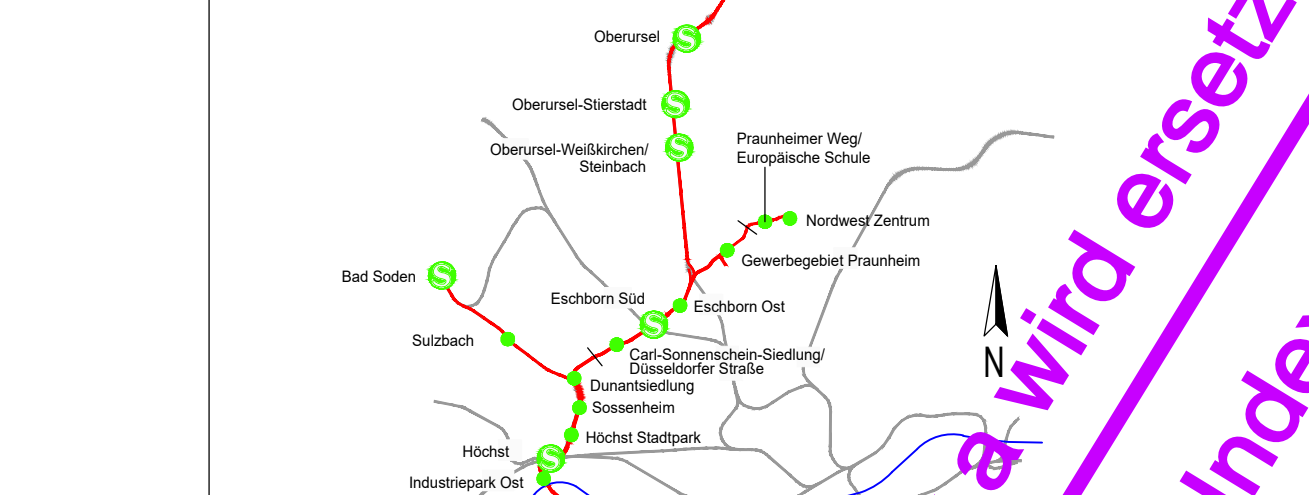 Oberursel
Oberursel-Stierstadt
Oberursel-Weißkirchen/
Steinbach
Praunheimer Weg/
Europäische Schule
Nordwest Zentrum
Gewerbegebiet Praunheim
Bad Soden
Eschborn Süd
Eschborn Ost
Sulzbach
Carl-Sonnenschein-Siedlung/
Düsseldorfer Straße
Dunantsiedlung
Sossenheim
Höchst Stadtpark
Höchst
Industriepark Ost
N
a wird ersetz
Inde
S
S
S
S
S
S